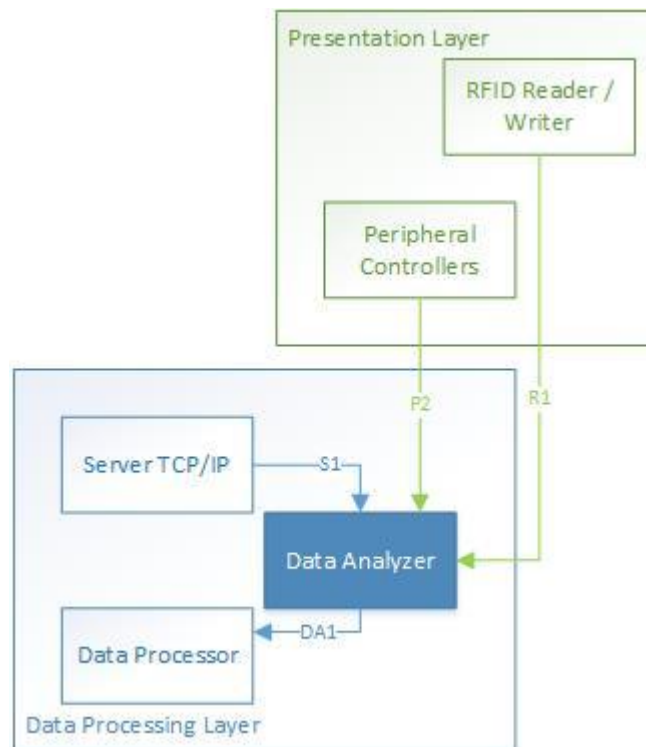 Presentation Layer
RFID Reader /
Writer
Peripheral
Controllers
P2
R1
Server TCP/IP
S1
Data Analyzer
DA1
Data Processor
Data Processing Layer